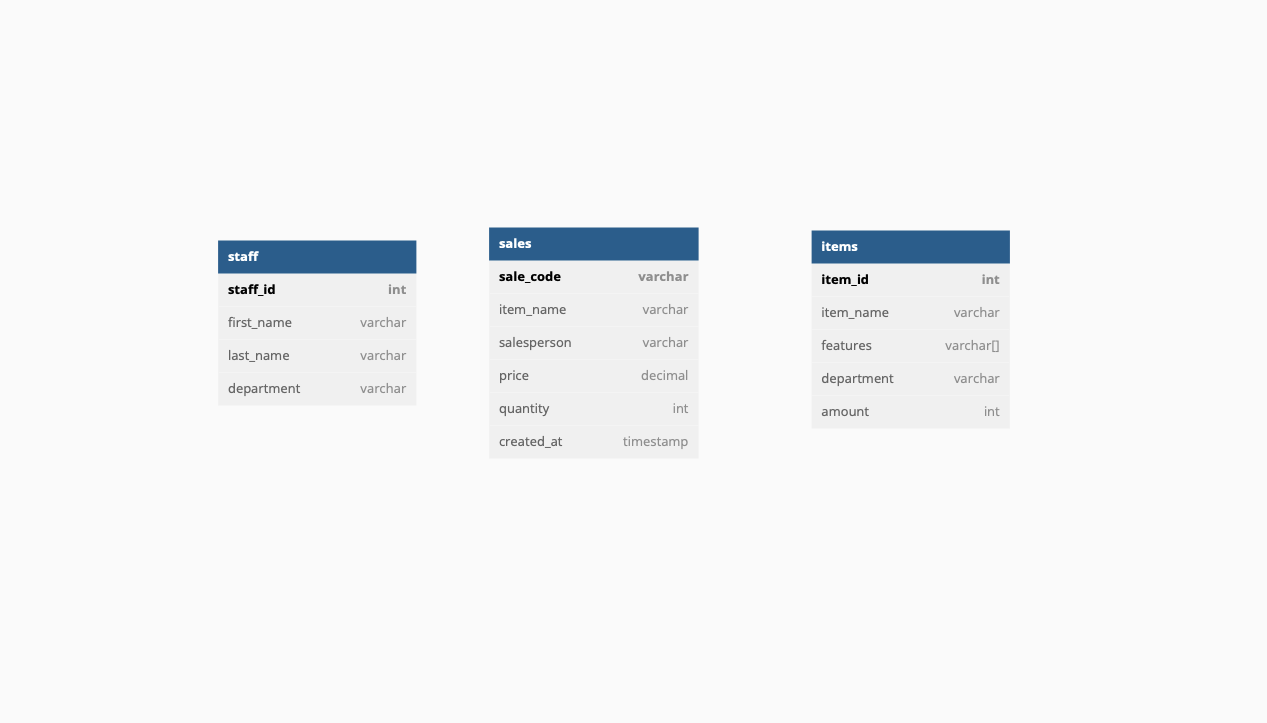 staff
staff_id int
first_name varchar
last_name varchar
department varchar
sales
sale_code varchar
item_name varchar
salesperson varchar
price decimal
quantity int
created_at timestamp
items
item_id int
item_name varchar
features varchar[]
department varchar
amount int